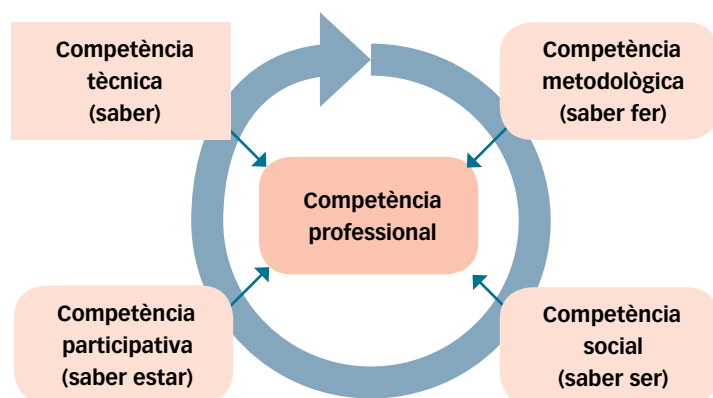 Competència
tècnica
(saber)
Competència
metodològica
(saber fer)
Competència
professional
Competència
participativa
(saber estar)
Competència
social
(saber ser)